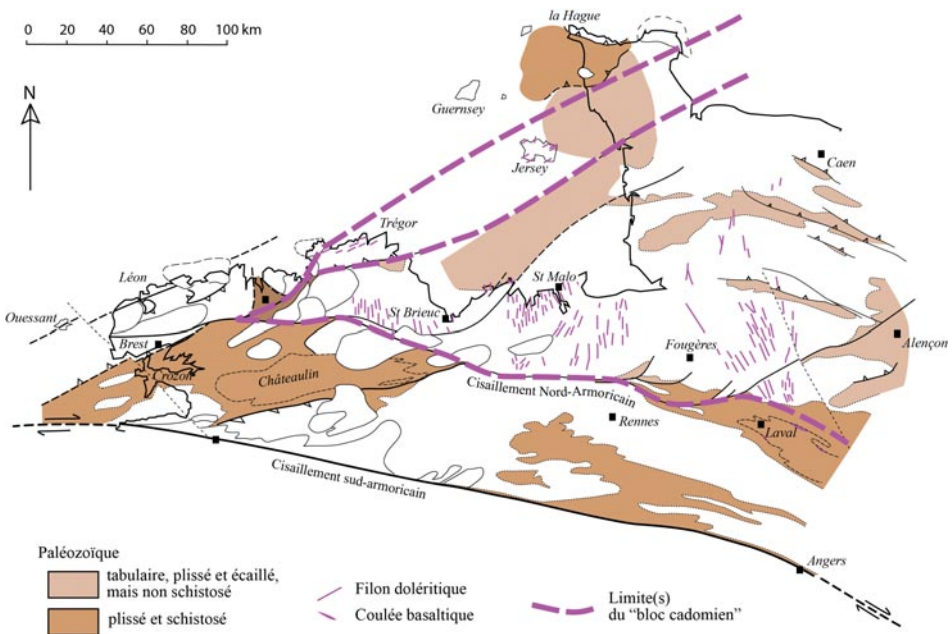 la Hague
0 20 40 60 80 100 km
N
Guernsey
Jersey
Caen
Trégor
Léon
Ouessant
Brest
St Brieuc
St Malo
Fougères
Alençon
Crozon
Châteaulin
Cisaillement Nord-Armoricain
Rennes
Laval
Cisaillement sud-armoricain
Angers
Paléozoïque
tabulaire, plissé et écaillé,
mais non schistosé
plissé et schistosé
Filon doléritique
Coulée basaltique
Limite(s)
du "bloc cadomien"